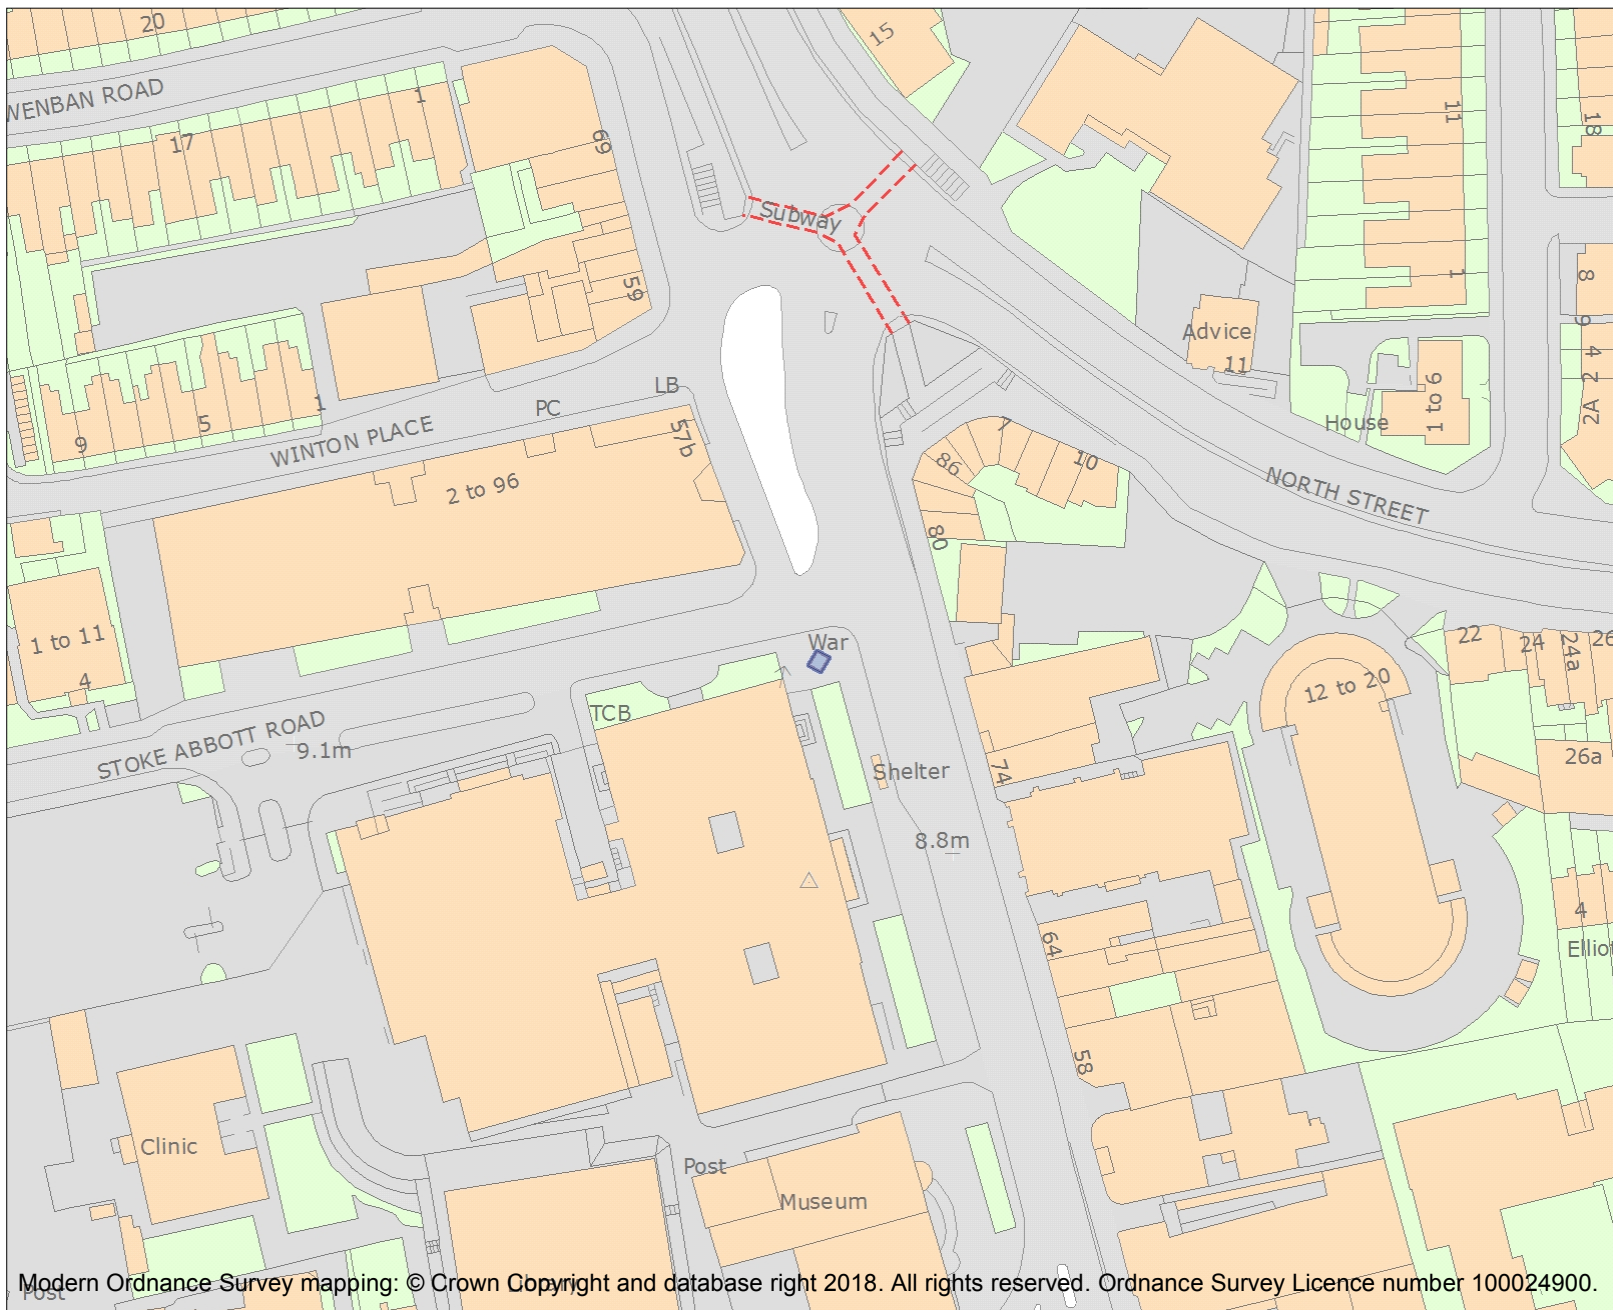 20
15
WENBAN ROAD
1
17
69
11
18
Subway
59
1
8
9
Advice
11
4
2
2A
LB
PC
1
5
9
WINTON PLACE
57b
7
House
1 to 6
86
10
2 to 96
NORTH STREET
80
1 to 11
4
War
22
24
24a
26
12 to 20
STOKE ABBOTT ROAD
9.1m
TCB
Shelter
74
26a
8.8m
64
4
Elliot
58
Clinic
Post
Museum
Post
Library
Modern Ordnance Survey mapping: © Crown Copyright and database right 2018. All rights reserved. Ordnance Survey Licence number 100024900.